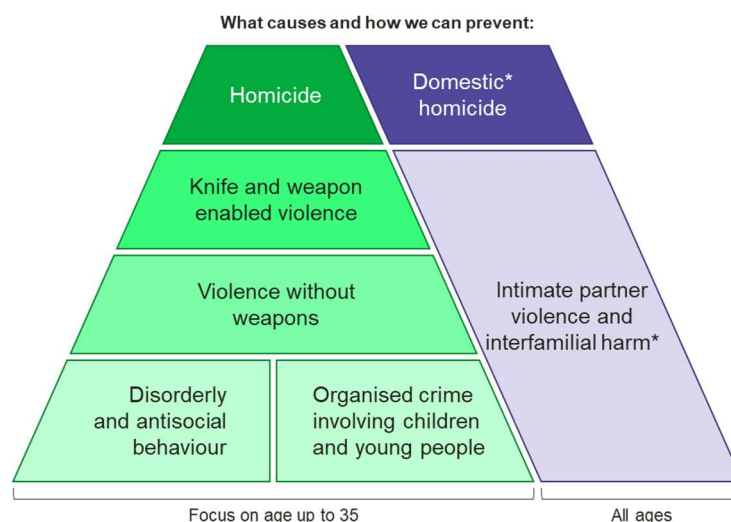 What causes and how we can prevent:
Homicide
Domestic*
homicide
Knife and weapon
enabled violence
Violence without
weapons
Intimate partner
violence and
interfamilial harm*
Disorderly
and antisocial
behaviour
Organised crime
involving children
and young people
Focus on age up to 35
All ages